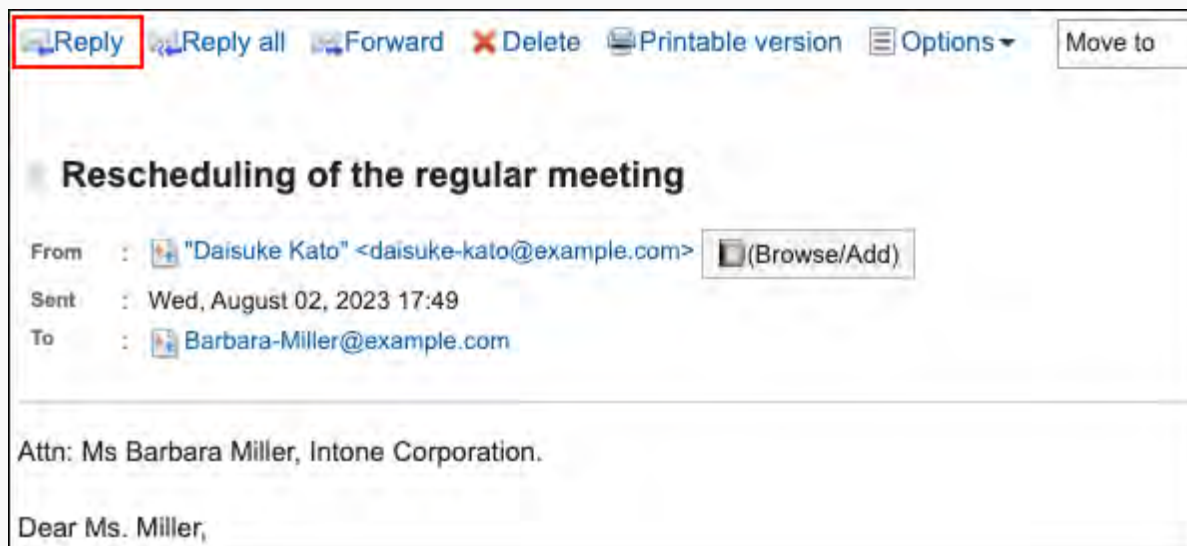 Reply Reply all Forward Delete Printable version Options Move to
Rescheduling of the regular meeting
From : "Daisuke Kato" <daisuke-kato@example.com> (Browse/Add)
Sent : Wed, August 02, 2023 17:49
To : Barbara-Miller@example.com
Attn: Ms Barbara Miller, Intone Corporation.
Dear Ms. Miller,